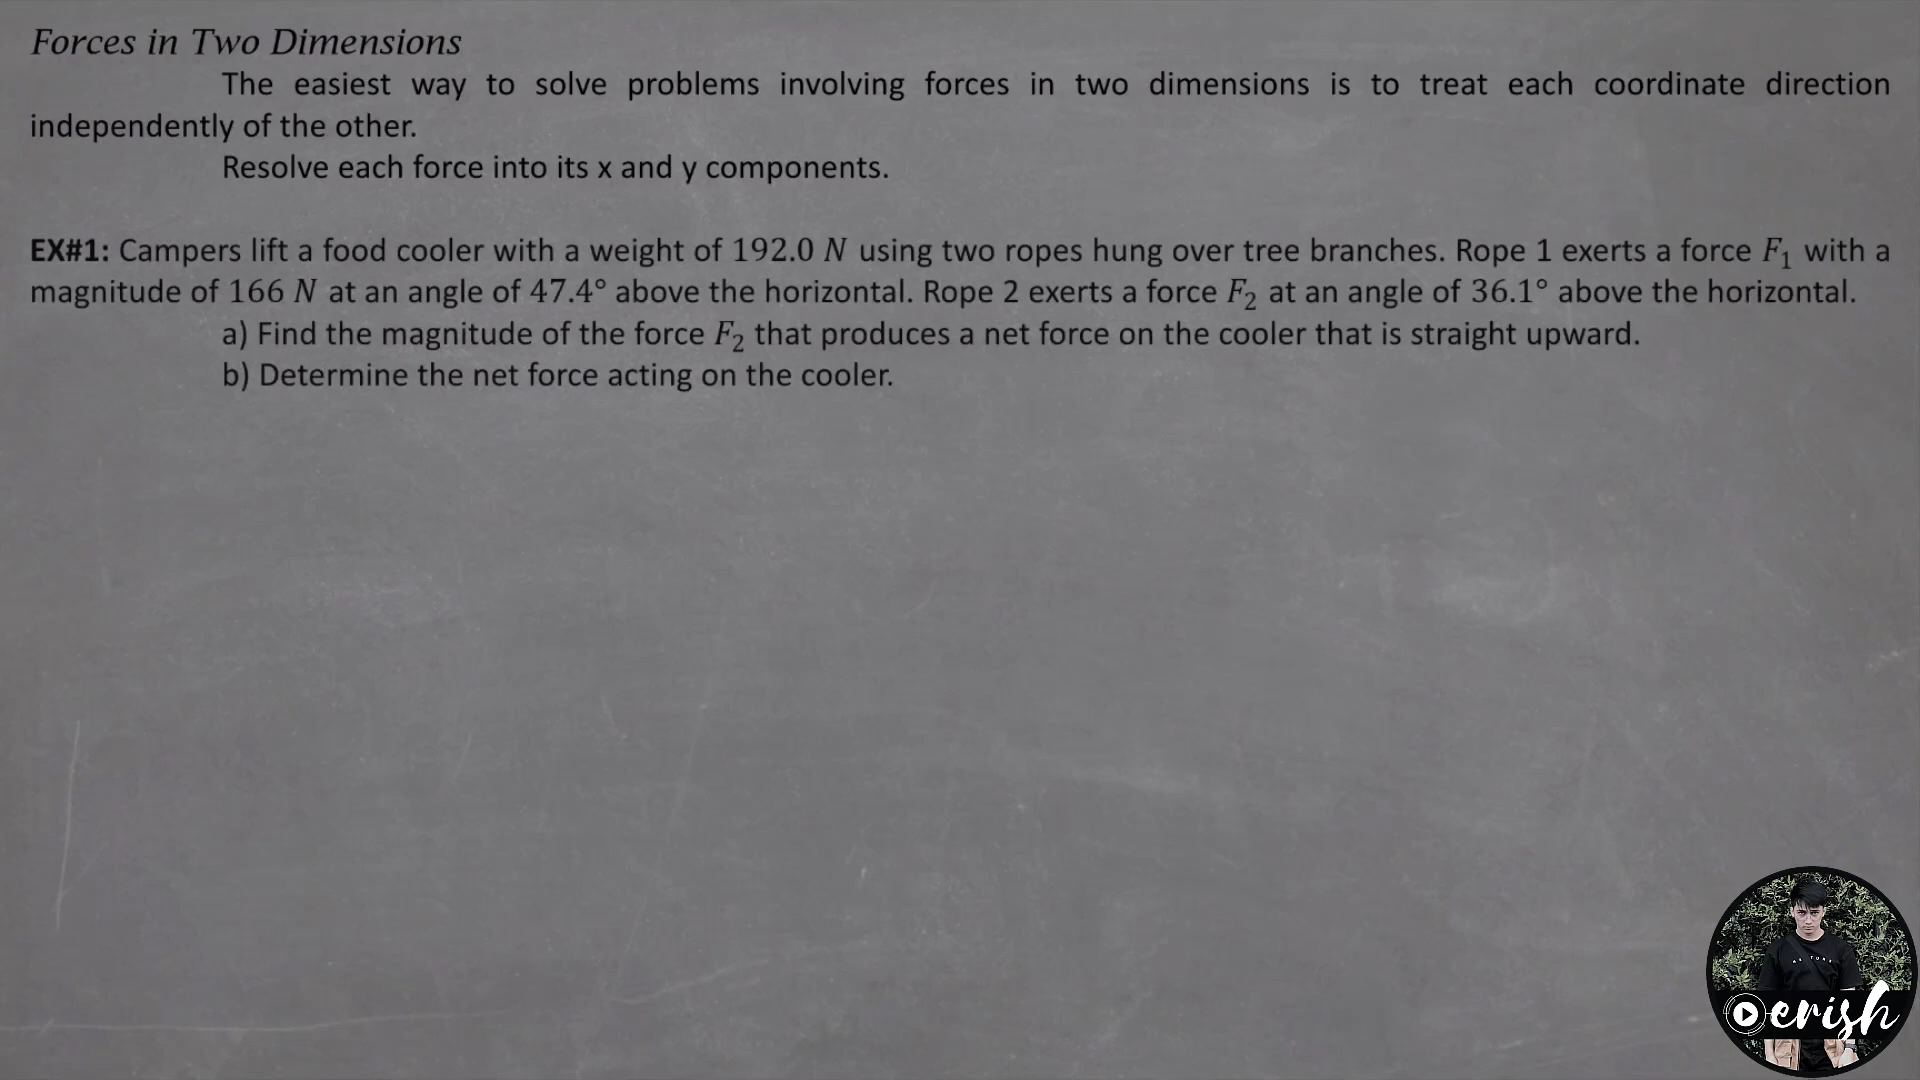 Forces in Two Dimensions
The easiest way to solve problems involving forces in two dimensions is to treat each coordinate direction
independently of the other.
Resolve each force into its x and y components.
EX#1: Campers lift a food cooler with a weight of 192.0 N using two ropes hung over tree branches. Rope 1 exerts a force F₁ with a
magnitude of 166 N at an angle of 47.4° above the horizontal. Rope 2 exerts a force F₂ at an angle of 36.1° above the horizontal.
a) Find the magnitude of the force F₂ that produces a net force on the cooler that is straight upward.
b) Determine the net force acting on the cooler.
erish